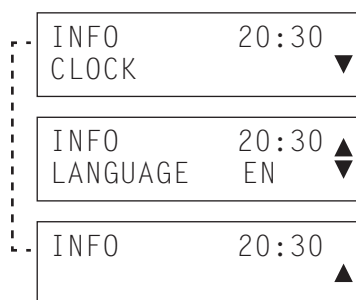 INFO 20:30
CLOCK ▼
INFO 20:30 ▲
LANGUAGE EN ▼
INFO 20:30
▲